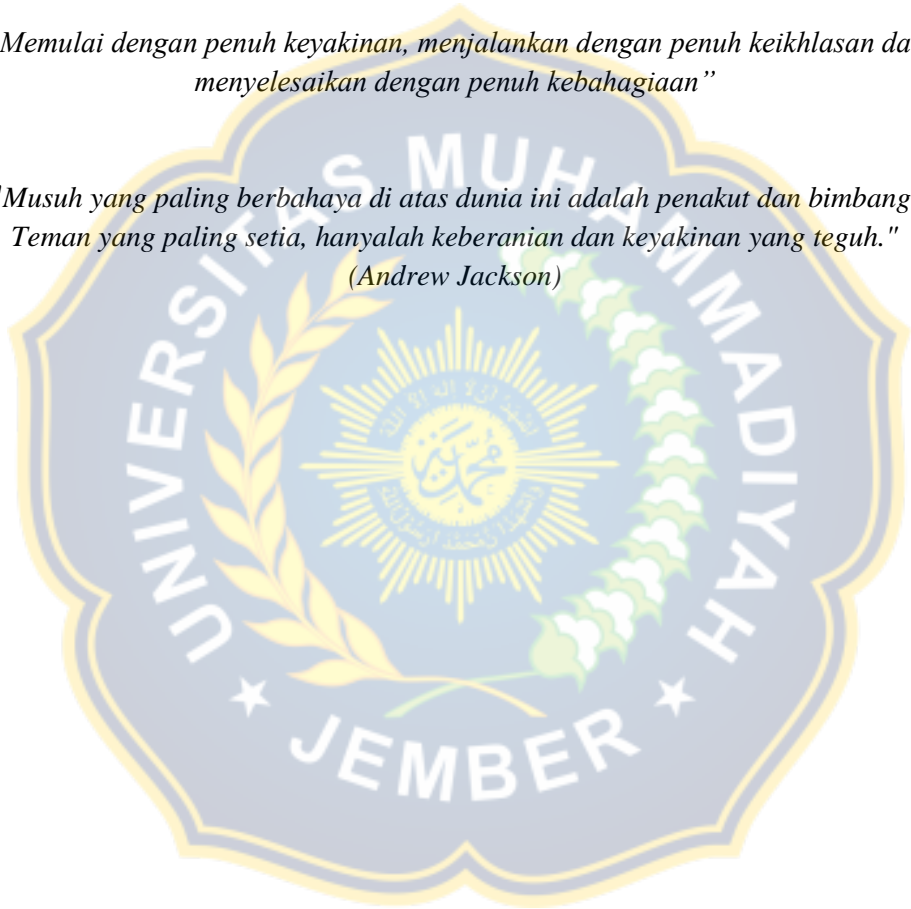 Memulai dengan penuh keyakinan, menjalankan dengan penuh keikhlasan da
menyelesaikan dengan penuh kebahagiaan”
Musuh yang paling berbahaya di atas dunia ini adalah penakut dan bimbang
Teman yang paling setia, hanyalah keberanian dan keyakinan yang teguh."
(Andrew Jackson)
UNIVERSITAS MUHAMMADIYAH
JEMBER
محمد